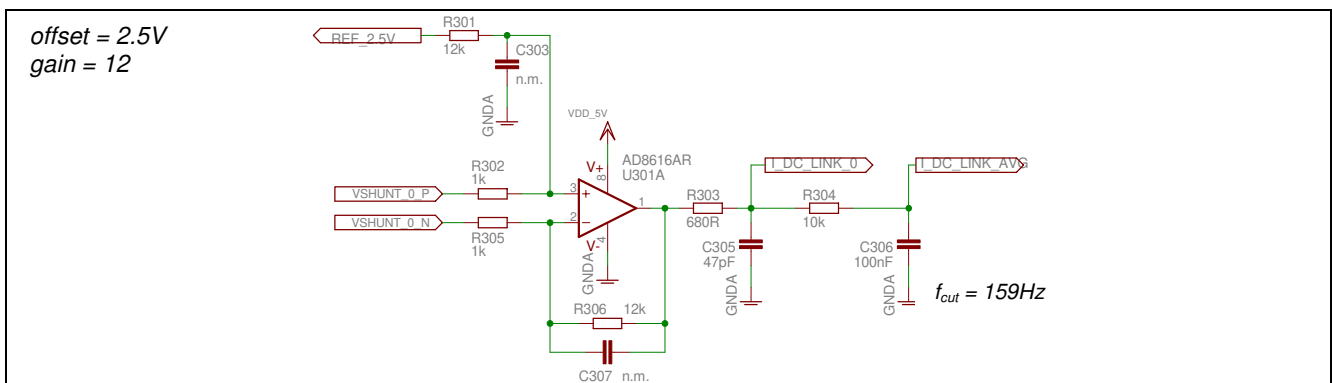 offset = 2.5V
gain = 12
REF_2.5V
R301
12k
C303
n.m.
GNDA
VDD_5V
AD8616AR
U301A
V+
8
I_DC_LINK_0
I_DC_LINK_AVG
VSHUNT_0_P
R302
1k
3
+
1
R303
680R
R304
10k
VSHUNT_0_N
R305
1k
2
−
V-
4
GNDA
C305
47pF
GNDA
C306
100nF
GNDA
fcut = 159Hz
R306
12k
C307
n.m.